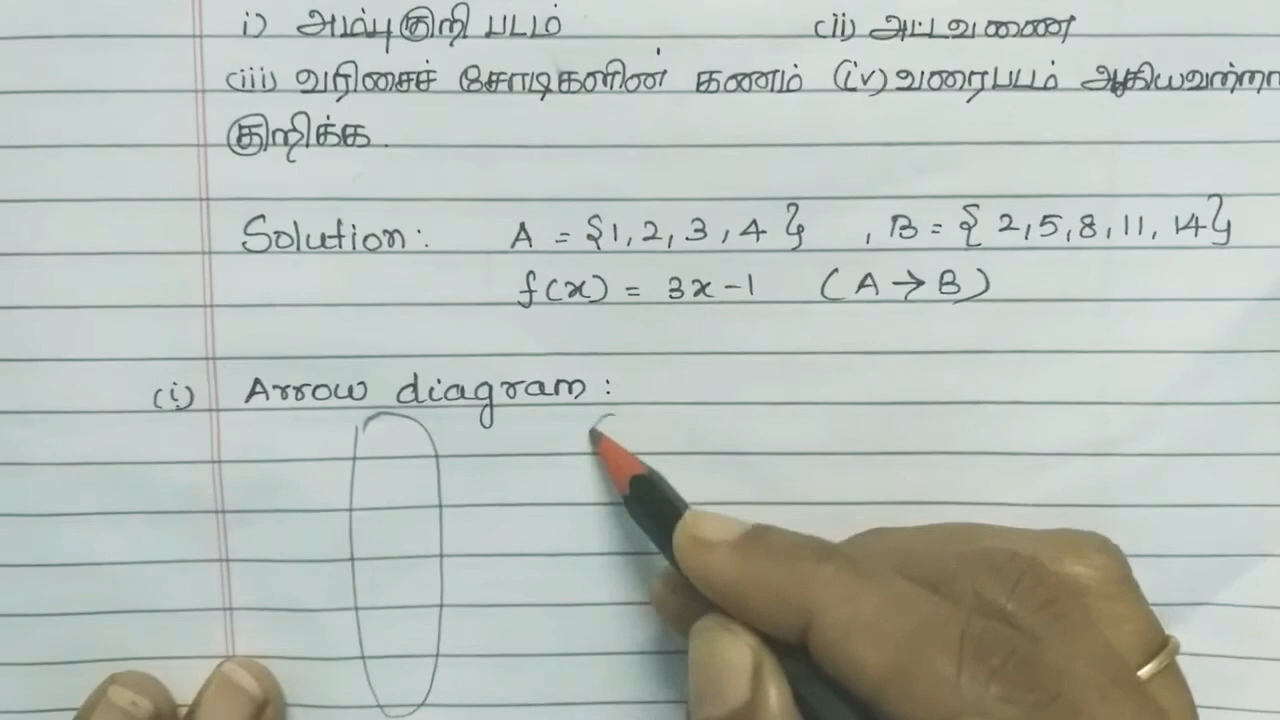 i) அம்பு குறி படம் (ii) அட்டவணை
(iii) வரிசைச் சோடிகளின் கணம் (iv) வரைபடம் ஆகியவற்றா
குறிக்க.
Solution: A = {1, 2, 3, 4} , B = {2, 5, 8, 11, 14}
f(x) = 3x-1 (A → B)
(i) Arrow diagram: